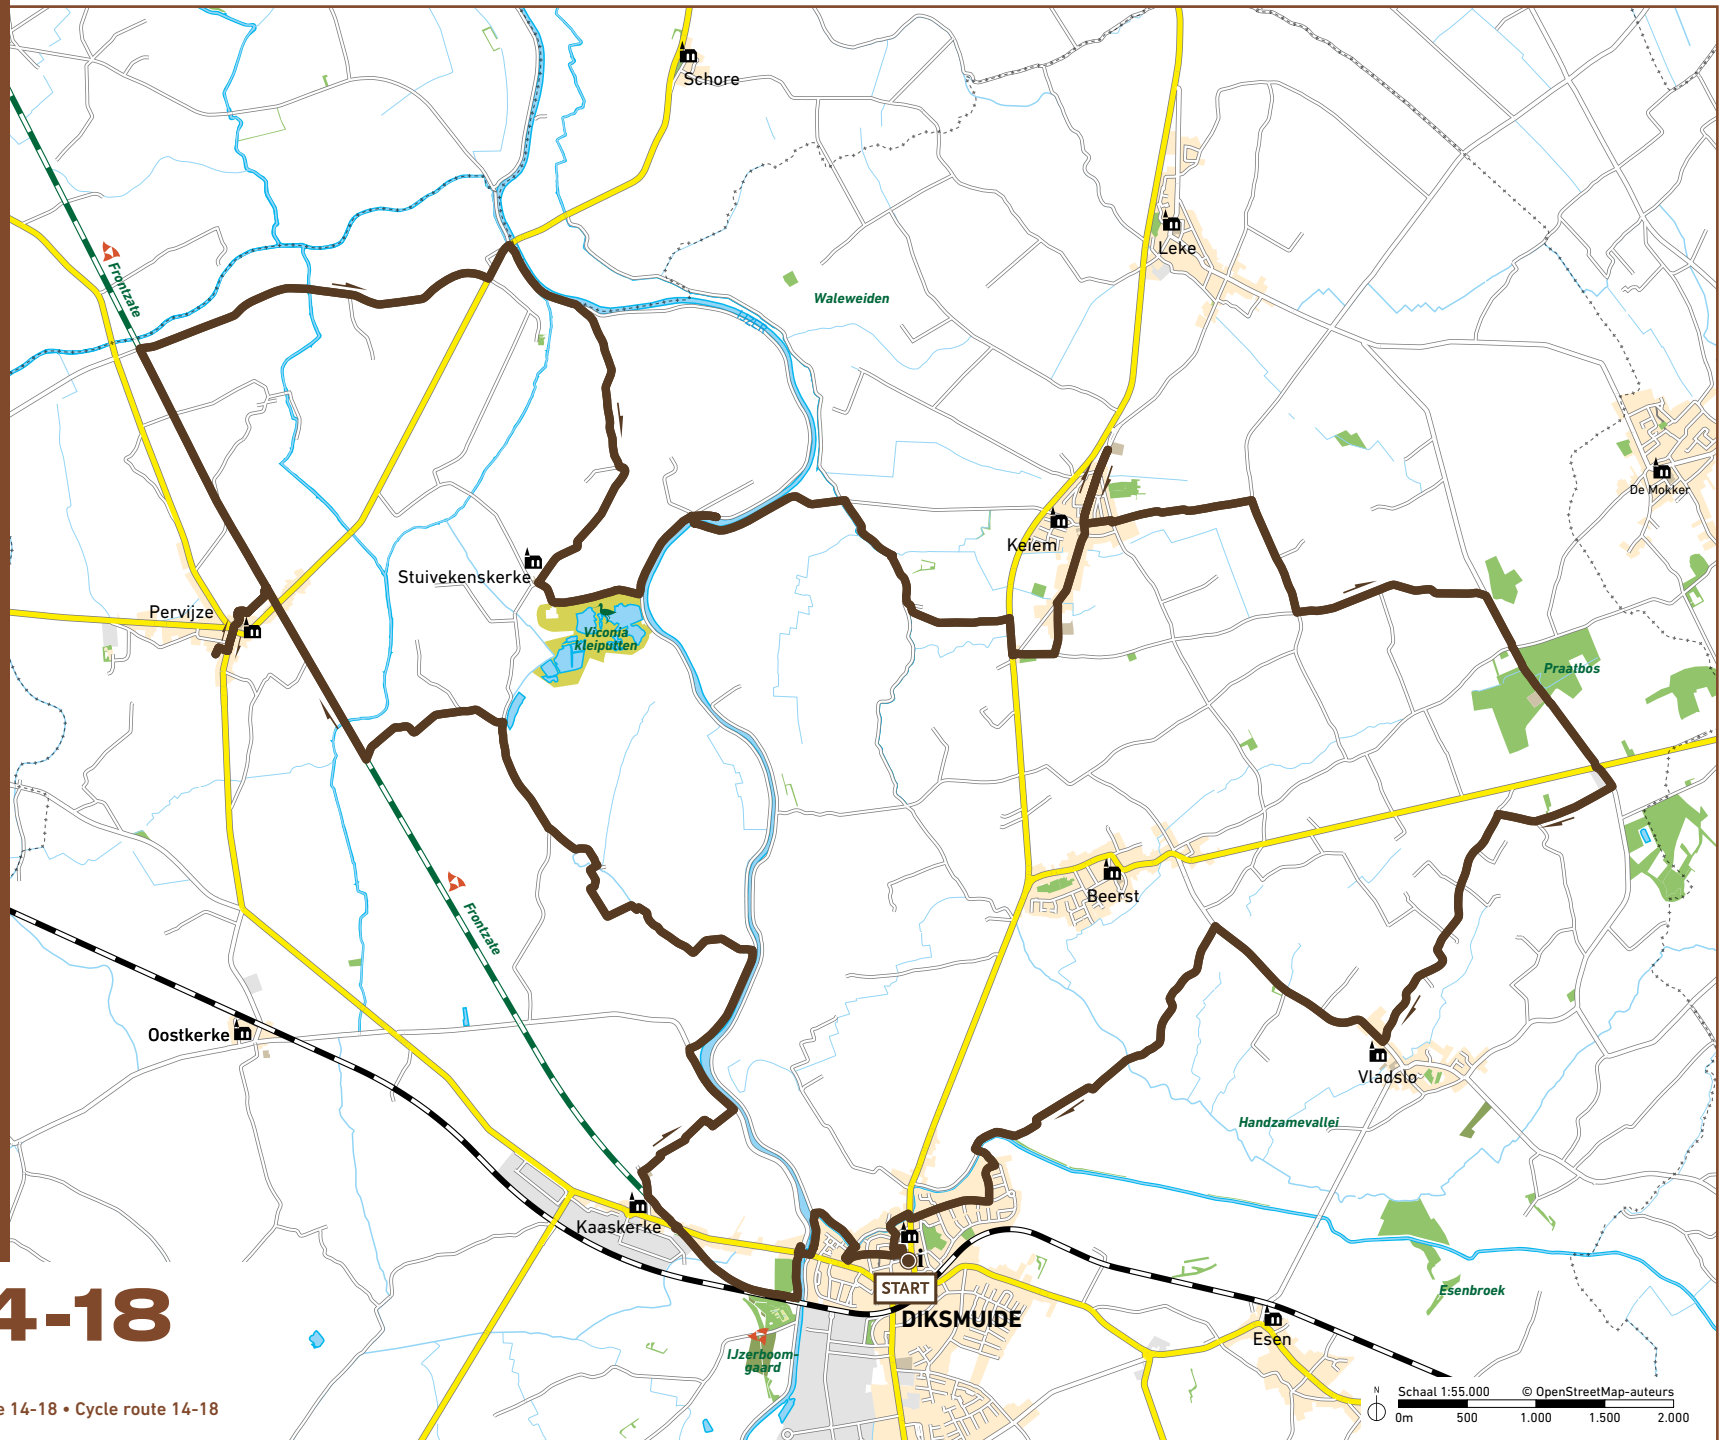 Schore
Leke
Frontzate
Waleweiden
IJZER
De Mokker
Keiem
Stuivekenskerke
Pervijze
Viconia
kleiputten
Praatbos
Beerst
Frontzate
Oostkerke
Vladslo
Handzamevallei
Kaaskerke
i
START
DIKSMUIDE
Esenbroek
Esen
IJzerboom-
gaard
4-18
e 14-18 • Cycle route 14-18
N
Schaal 1:55.000 © OpenStreetMap-auteurs
0m 500 1.000 1.500 2.000